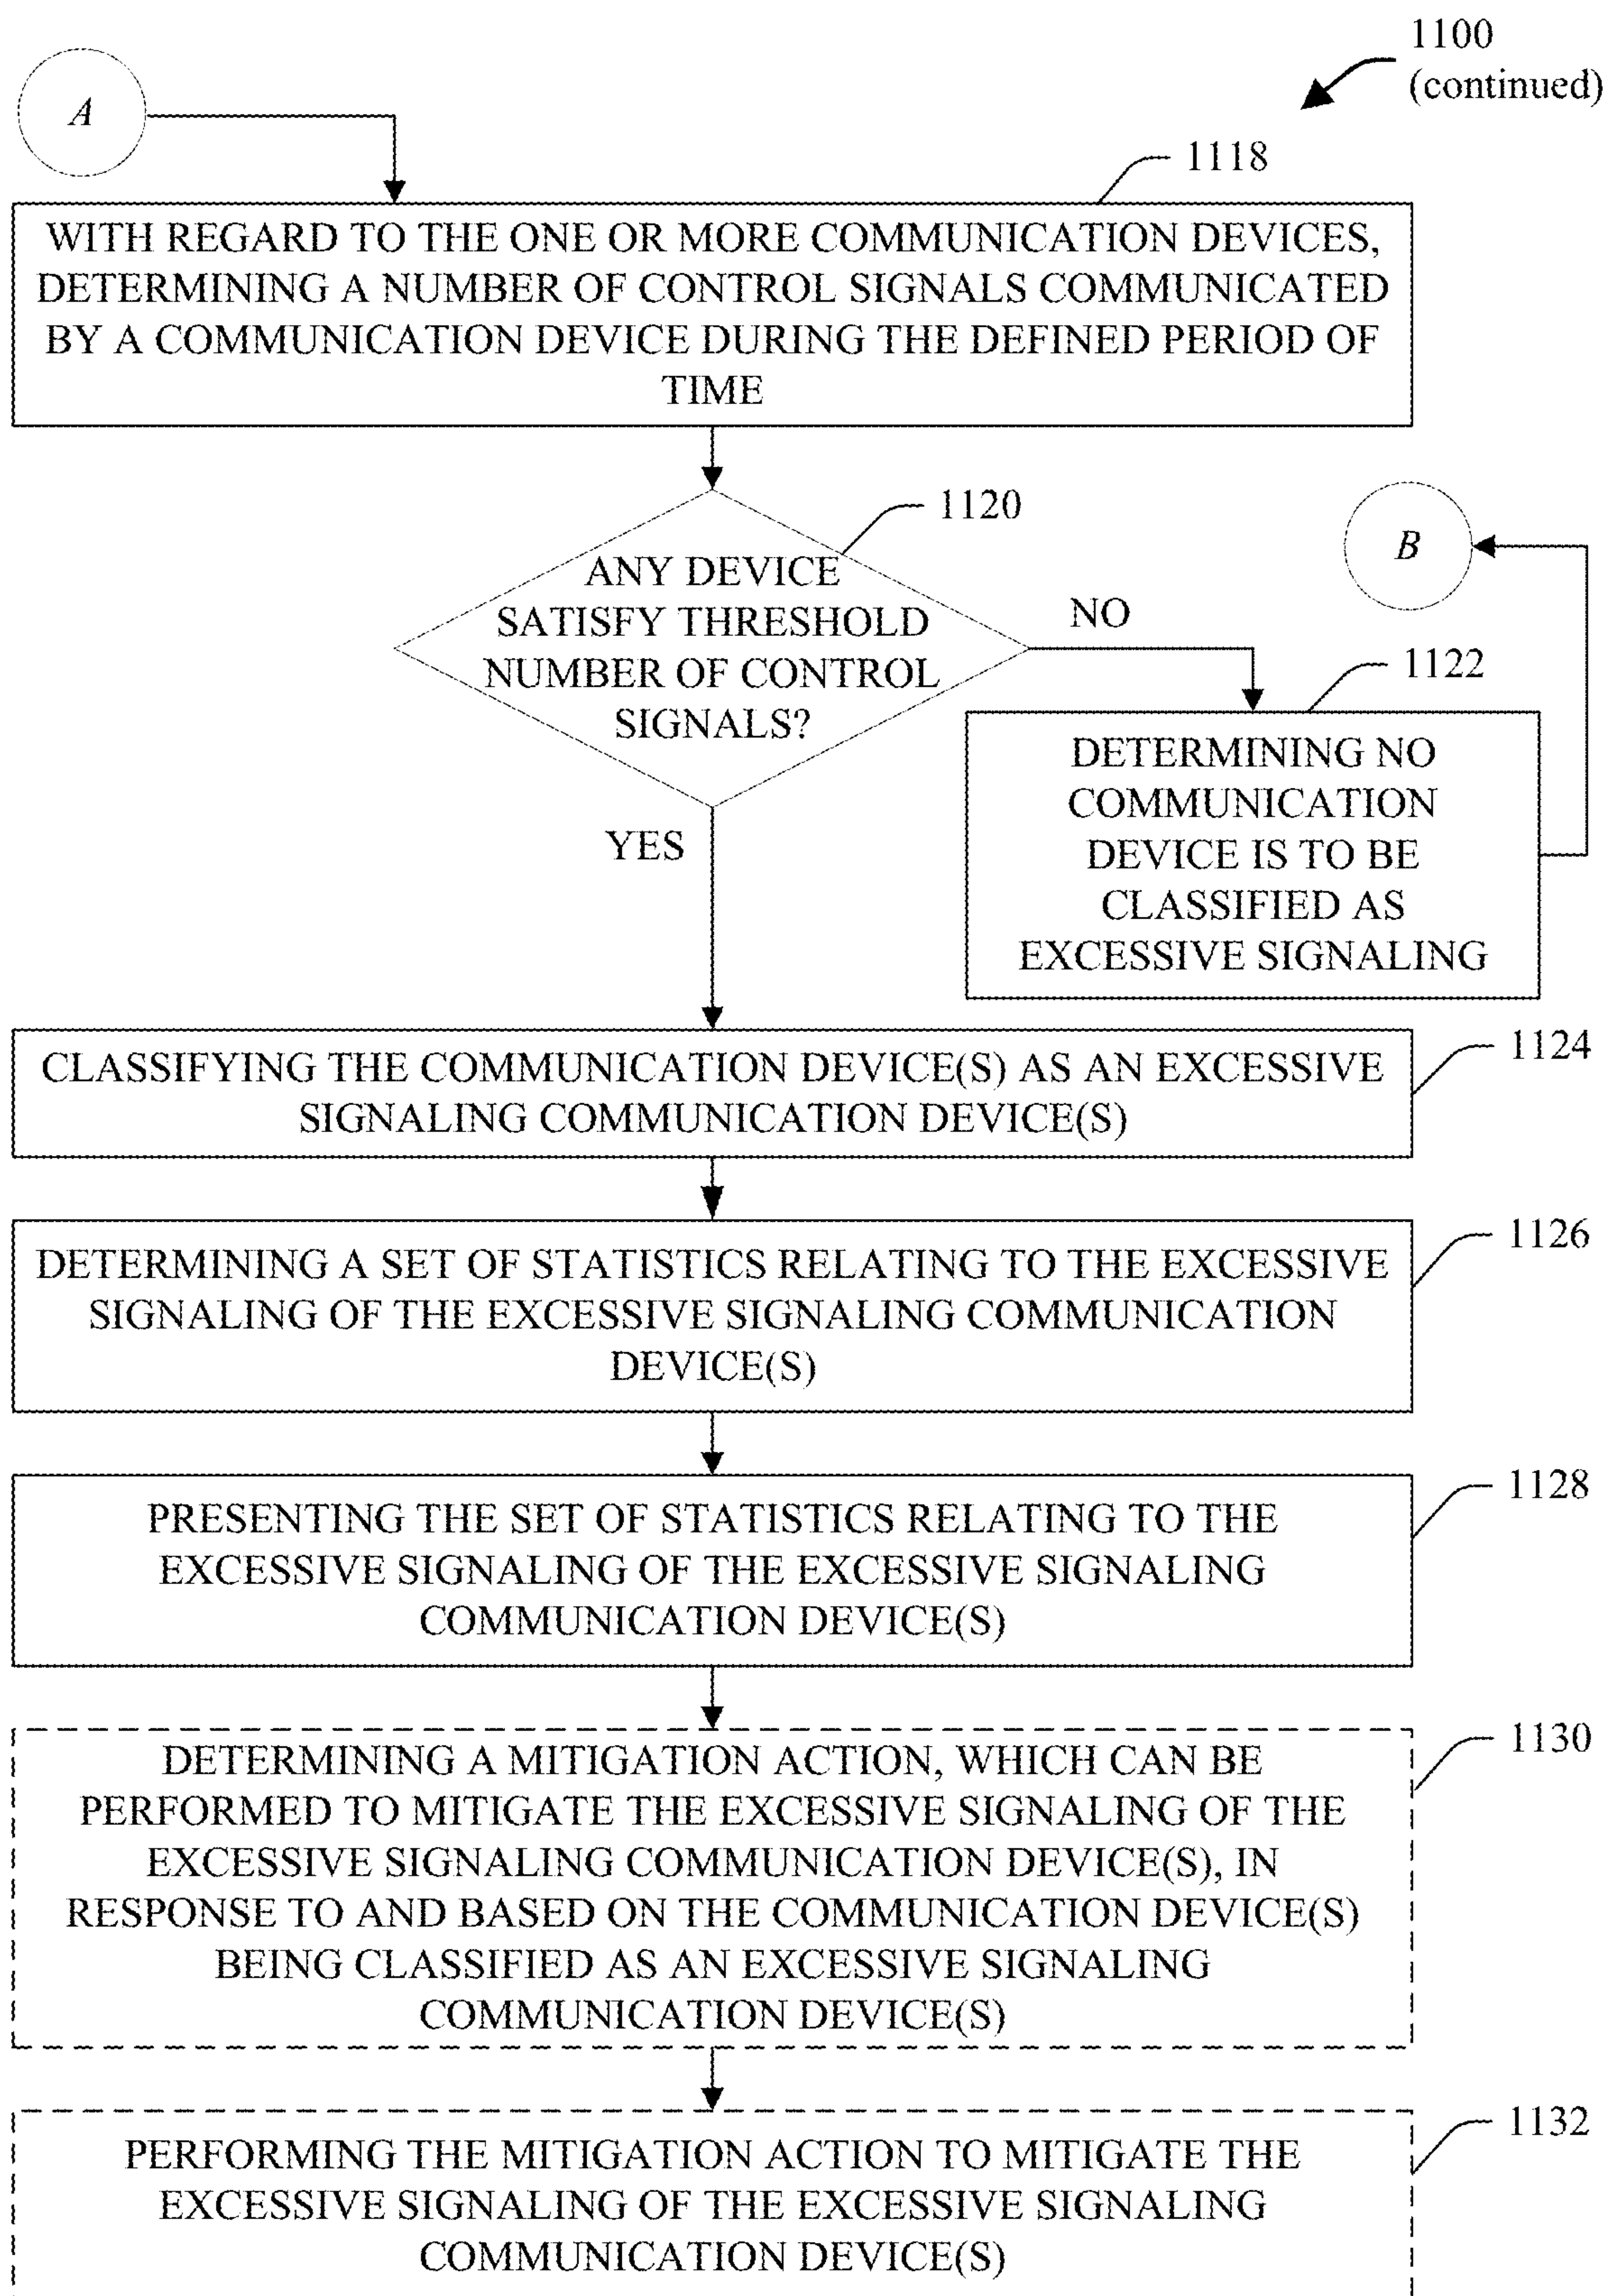 1100
(continued)
A
1118
WITH REGARD TO THE ONE OR MORE COMMUNICATION DEVICES,
DETERMINING A NUMBER OF CONTROL SIGNALS COMMUNICATED
BY A COMMUNICATION DEVICE DURING THE DEFINED PERIOD OF
TIME
1120
ANY DEVICE
SATISFY THRESHOLD
NUMBER OF CONTROL
SIGNALS?
B
NO
1122
DETERMINING NO
COMMUNICATION
DEVICE IS TO BE
CLASSIFIED AS
EXCESSIVE SIGNALING
YES
1124
CLASSIFYING THE COMMUNICATION DEVICE(S) AS AN EXCESSIVE
SIGNALING COMMUNICATION DEVICE(S)
1126
DETERMINING A SET OF STATISTICS RELATING TO THE EXCESSIVE
SIGNALING OF THE EXCESSIVE SIGNALING COMMUNICATION
DEVICE(S)
1128
PRESENTING THE SET OF STATISTICS RELATING TO THE
EXCESSIVE SIGNALING OF THE EXCESSIVE SIGNALING
COMMUNICATION DEVICE(S)
1130
DETERMINING A MITIGATION ACTION, WHICH CAN BE
PERFORMED TO MITIGATE THE EXCESSIVE SIGNALING OF THE
EXCESSIVE SIGNALING COMMUNICATION DEVICE(S), IN
RESPONSE TO AND BASED ON THE COMMUNICATION DEVICE(S)
BEING CLASSIFIED AS AN EXCESSIVE SIGNALING
COMMUNICATION DEVICE(S)
1132
PERFORMING THE MITIGATION ACTION TO MITIGATE THE
EXCESSIVE SIGNALING OF THE EXCESSIVE SIGNALING
COMMUNICATION DEVICE(S)